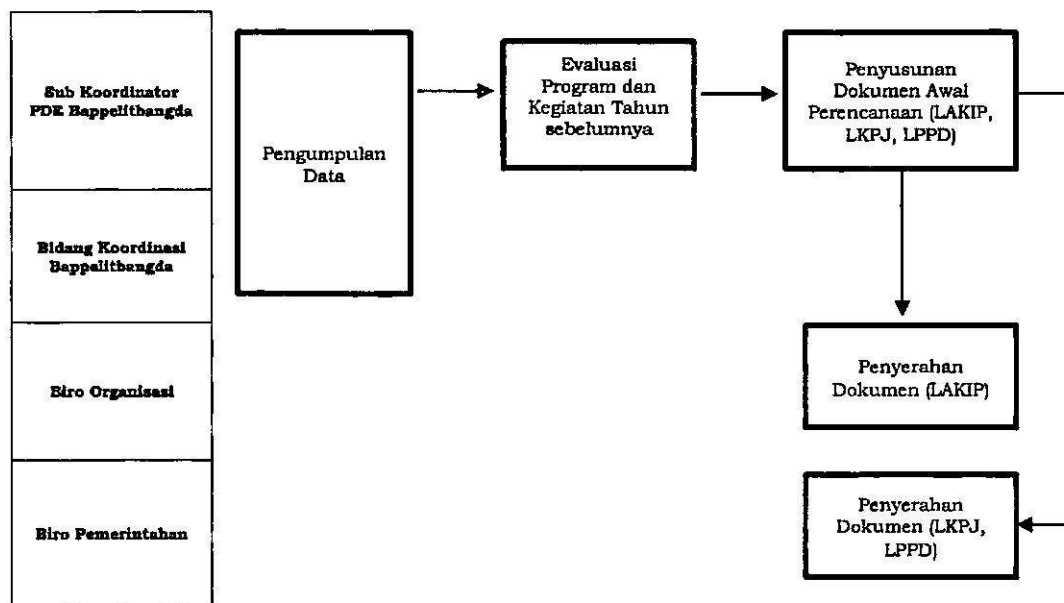 Sub Koordinator
PDE Bappelitbangda
Pengumpulan
Data
Evaluasi
Program dan
Kegiatan Tahun
sebelumnya
Penyusunan
Dokumen Awal
Perencanaan (LAKIP,
LKPJ, LPPD)
Bidang Koordinasi
Bappelitbangda
Biro Organisasi
Penyerahan
Dokumen (LAKIP)
Biro Pemerintahan
Penyerahan
Dokumen (LKPJ,
LPPD)